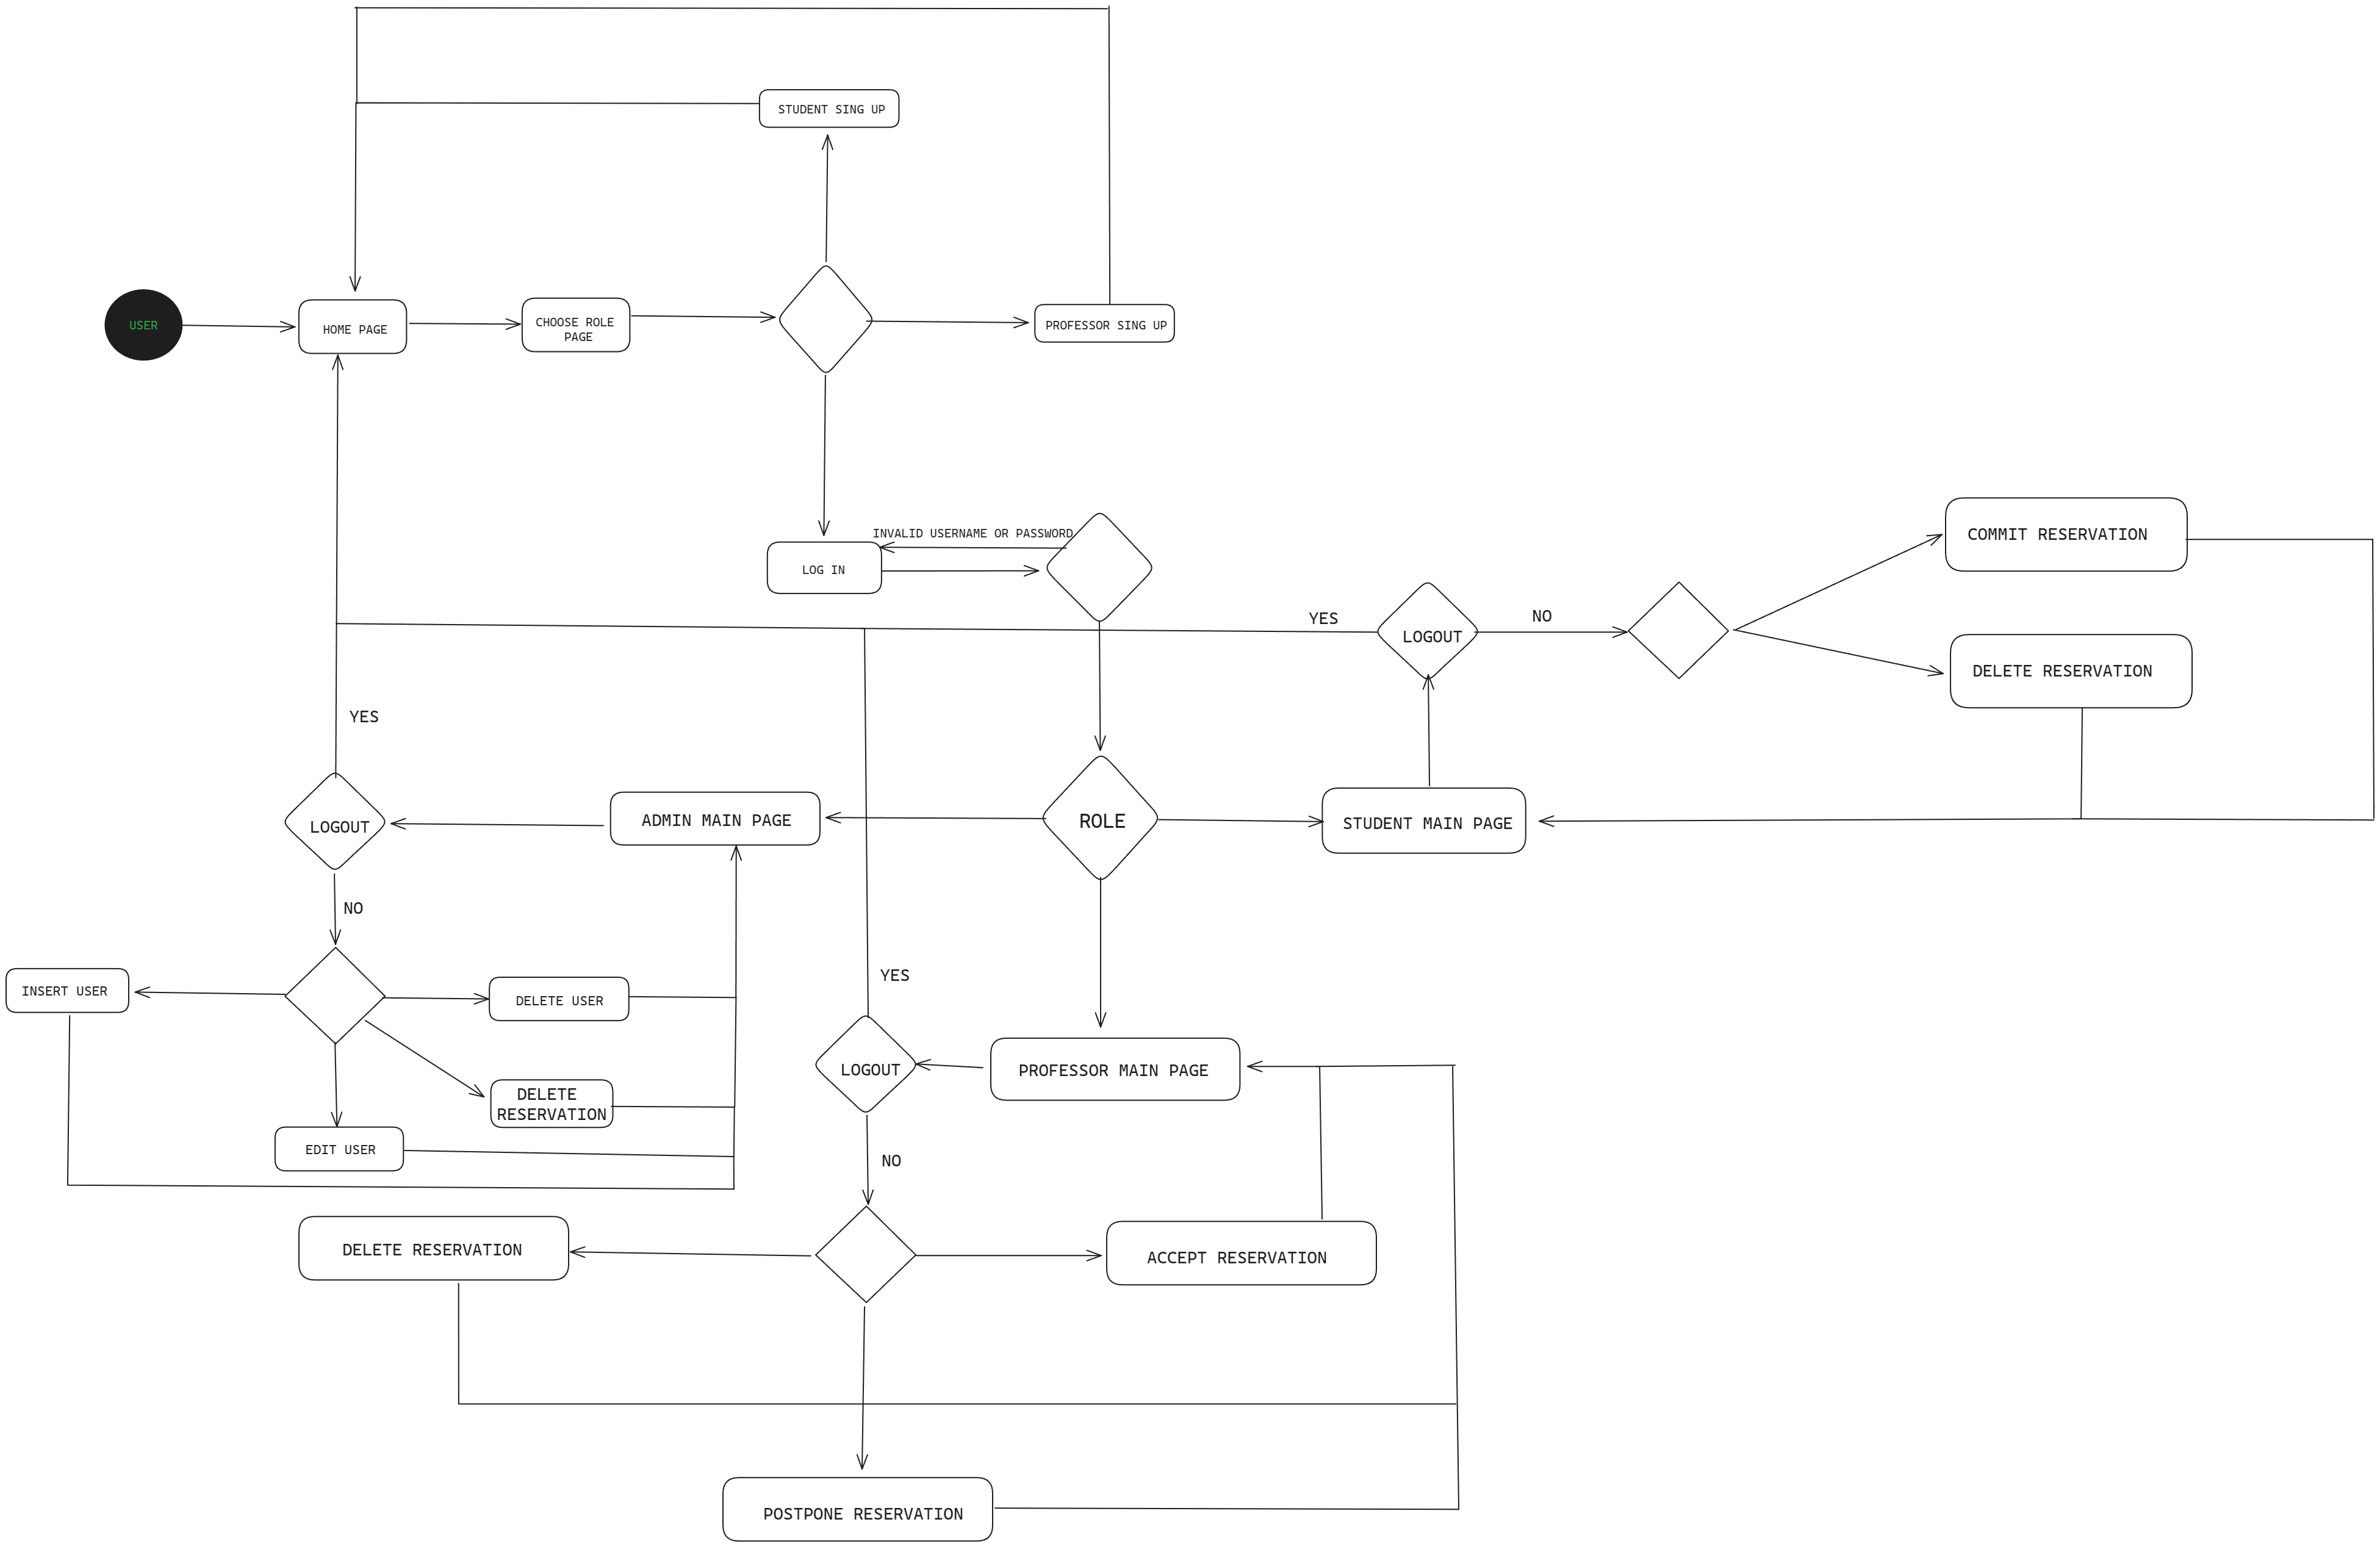 STUDENT SING UP
USER
HOME PAGE
CHOOSE ROLE
PAGE
PROFESSOR SING UP
INVALID USERNAME OR PASSWORD
LOG IN
COMMIT RESERVATION
YES
LOGOUT
NO
DELETE RESERVATION
YES
LOGOUT
ADMIN MAIN PAGE
ROLE
STUDENT MAIN PAGE
NO
YES
INSERT USER
DELETE USER
LOGOUT
PROFESSOR MAIN PAGE
DELETE
RESERVATION
EDIT USER
NO
DELETE RESERVATION
ACCEPT RESERVATION
POSTPONE RESERVATION